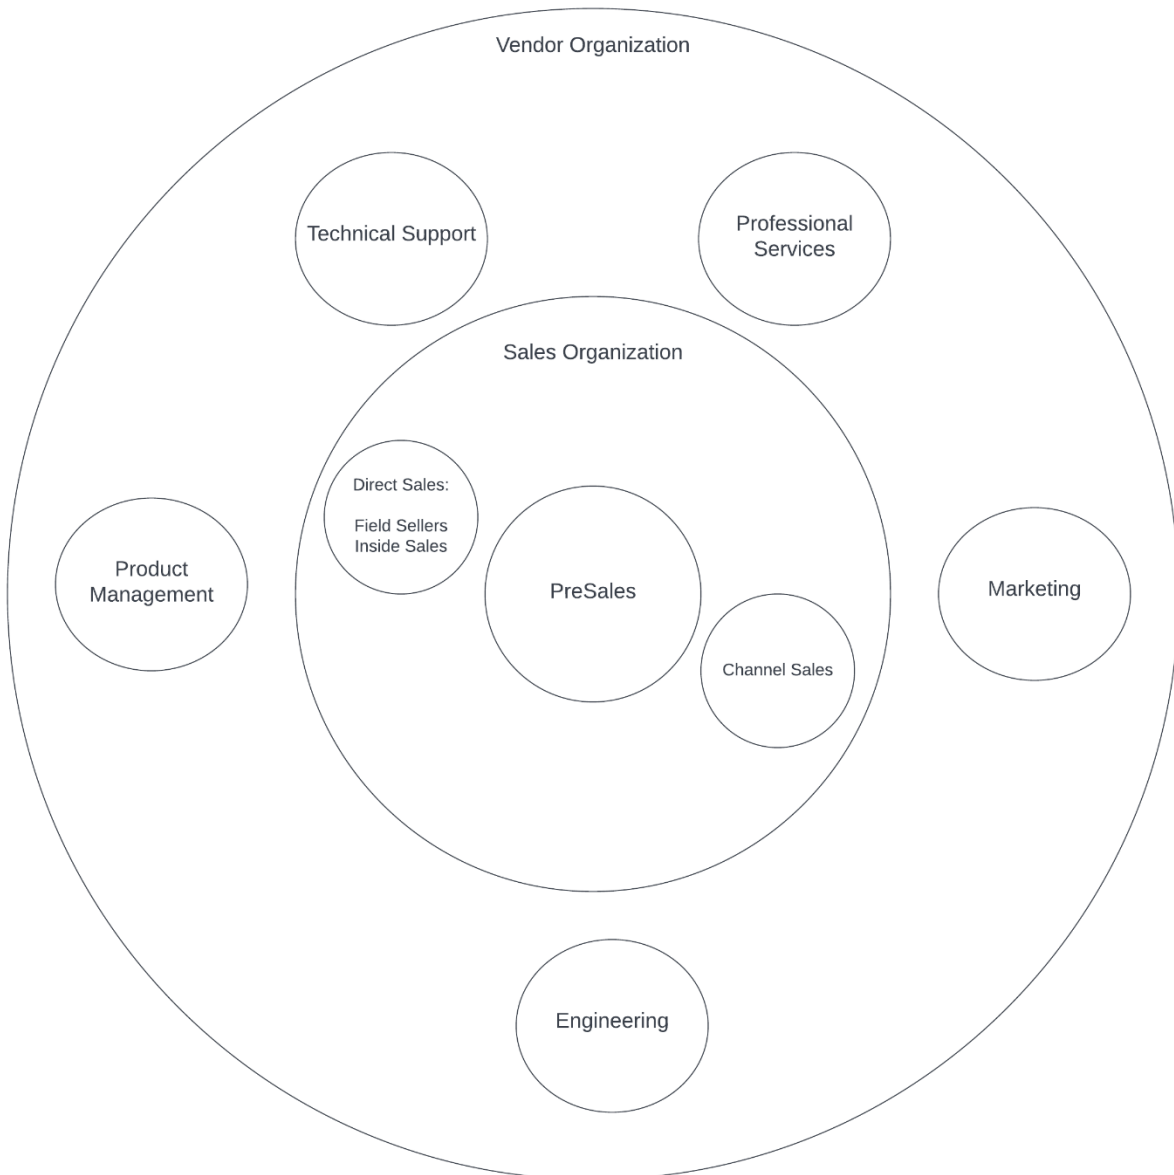 Vendor Organization
Technical Support
Professional
Services
Sales Organization
Direct Sales:
Field Sellers
Inside Sales
Product
Management
PreSales
Marketing
Channel Sales
Engineering